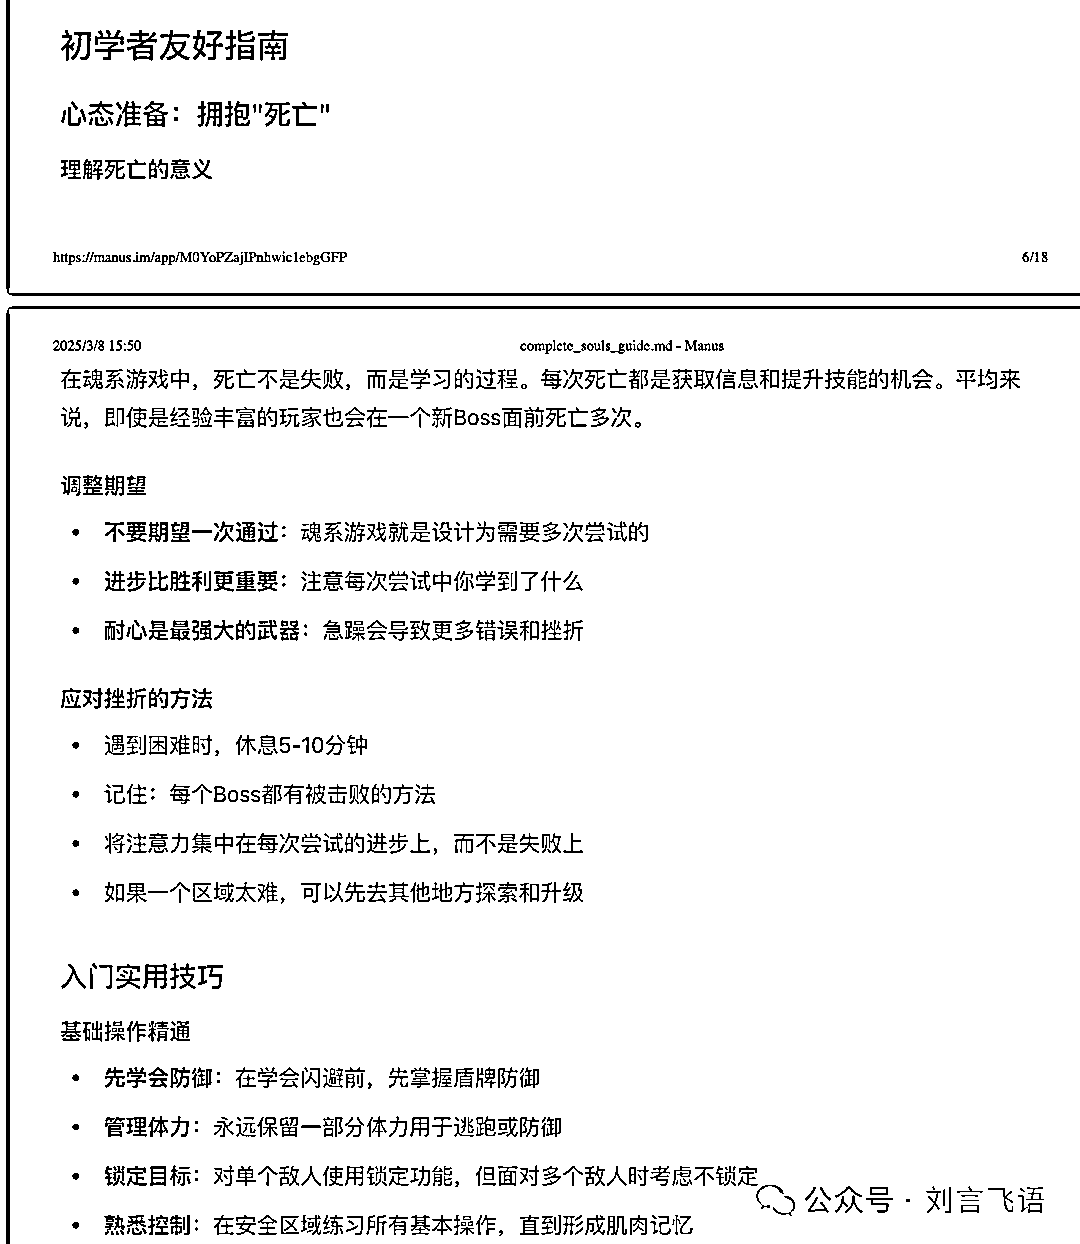 初学者友好指南
心态准备：拥抱"死亡"
理解死亡的意义
https://manus.im/app/M0YoPZajIPnhwic1ebgGFP 6/18
2025/3/8 15:50 complete_souls_guide.md - Manus
在魂系游戏中，死亡不是失败，而是学习的过程。每次死亡都是获取信息和提升技能的机会。平均来
说，即使是经验丰富的玩家也会在一个新Boss面前死亡多次。
调整期望
• 不要期望一次通过：魂系游戏就是设计为需要多次尝试的
• 进步比胜利更重要：注意每次尝试中你学到了什么
• 耐心是最强大的武器：急躁会导致更多错误和挫折
应对挫折的方法
• 遇到困难时，休息5-10分钟
• 记住：每个Boss都有被击败的方法
• 将注意力集中在每次尝试的进步上，而不是失败上
• 如果一个区域太难，可以先去其他地方探索和升级
入门实用技巧
基础操作精通
• 先学会防御：在学会闪避前，先掌握盾牌防御
• 管理体力：永远保留一部分体力用于逃跑或防御
• 锁定目标：对单个敌人使用锁定功能，但面对多个敌人时考虑不锁定
• 熟悉控制：在安全区域练习所有基本操作，直到形成肌肉记忆
公众号 · 刘言飞语